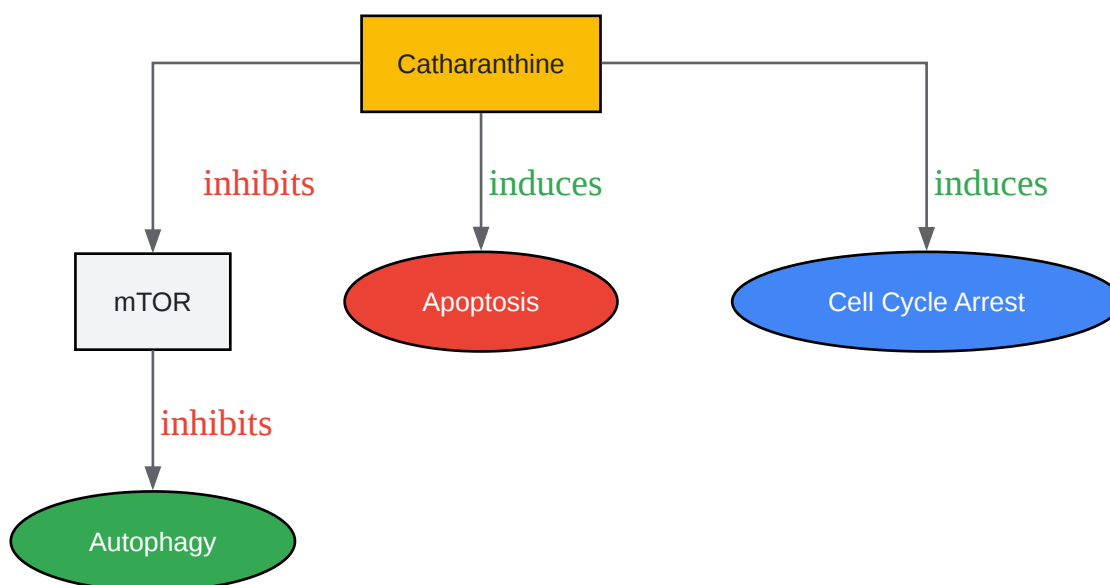 Catharanthine
inhibits
induces
induces
mTOR
Apoptosis
Cell Cycle Arrest
inhibits
Autophagy